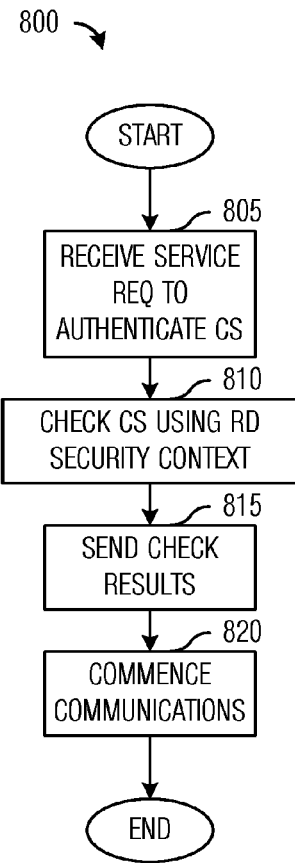 800
START
805
RECEIVE SERVICE
REQ TO
AUTHENTICATE CS
810
CHECK CS USING RD
SECURITY CONTEXT
815
SEND CHECK
RESULTS
820
COMMENCE
COMMUNICATIONS
END